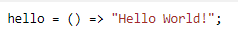 hello = () => "Hello World!";